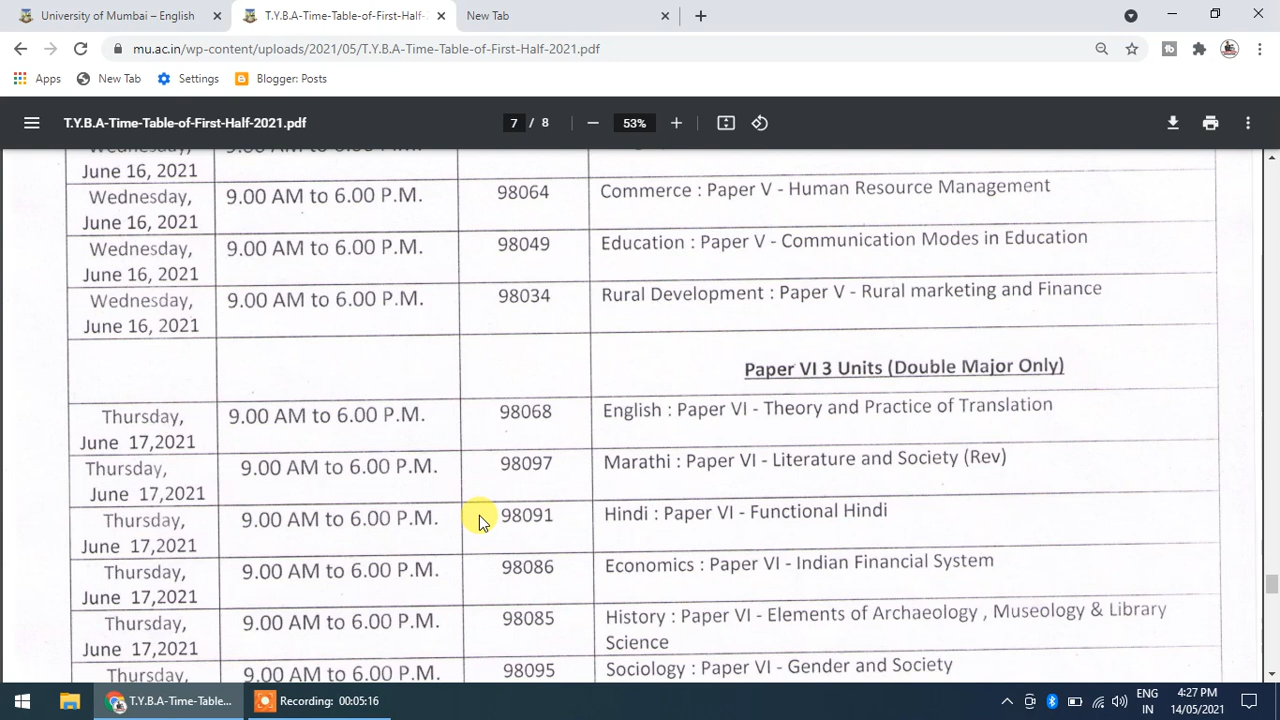 University of Mumbai – English
T.Y.B.A-Time-Table-of-First-Half-
New Tab
mu.ac.in/wp-content/uploads/2021/05/T.Y.B.A-Time-Table-of-First-Half-2021.pdf
Apps
New Tab
Settings
Blogger: Posts
T.Y.B.A-Time-Table-of-First-Half-2021.pdf
7 / 8
53%
Wednesday, 9.00 AM to 6.00 P.M.
June 16, 2021
Wednesday, 9.00 AM to 6.00 P.M. 98064 Commerce : Paper V - Human Resource Management
June 16, 2021
Wednesday, 9.00 AM to 6.00 P.M. 98049 Education : Paper V - Communication Modes in Education
June 16, 2021
Wednesday, 9.00 AM to 6.00 P.M. 98034 Rural Development : Paper V - Rural marketing and Finance
June 16, 2021
Paper VI 3 Units (Double Major Only)
Thursday, 9.00 AM to 6.00 P.M. 98068 English : Paper VI - Theory and Practice of Translation
June 17,2021
Thursday, 9.00 AM to 6.00 P.M. 98097 Marathi : Paper VI - Literature and Society (Rev)
June 17,2021
Thursday, 9.00 AM to 6.00 P.M. 98091 Hindi : Paper VI - Functional Hindi
June 17,2021
Thursday, 9.00 AM to 6.00 P.M. 98086 Economics : Paper VI - Indian Financial System
June 17,2021
Thursday, 9.00 AM to 6.00 P.M. 98085 History : Paper VI - Elements of Archaeology , Museology & Library
June 17,2021 Science
Thursday, 9.00 AM to 6.00 P.M. 98095 Sociology : Paper VI - Gender and Society
T.Y.B.A-Time-Table...
Recording: 00:05:16
ENG
IN
4:27 PM
14/05/2021